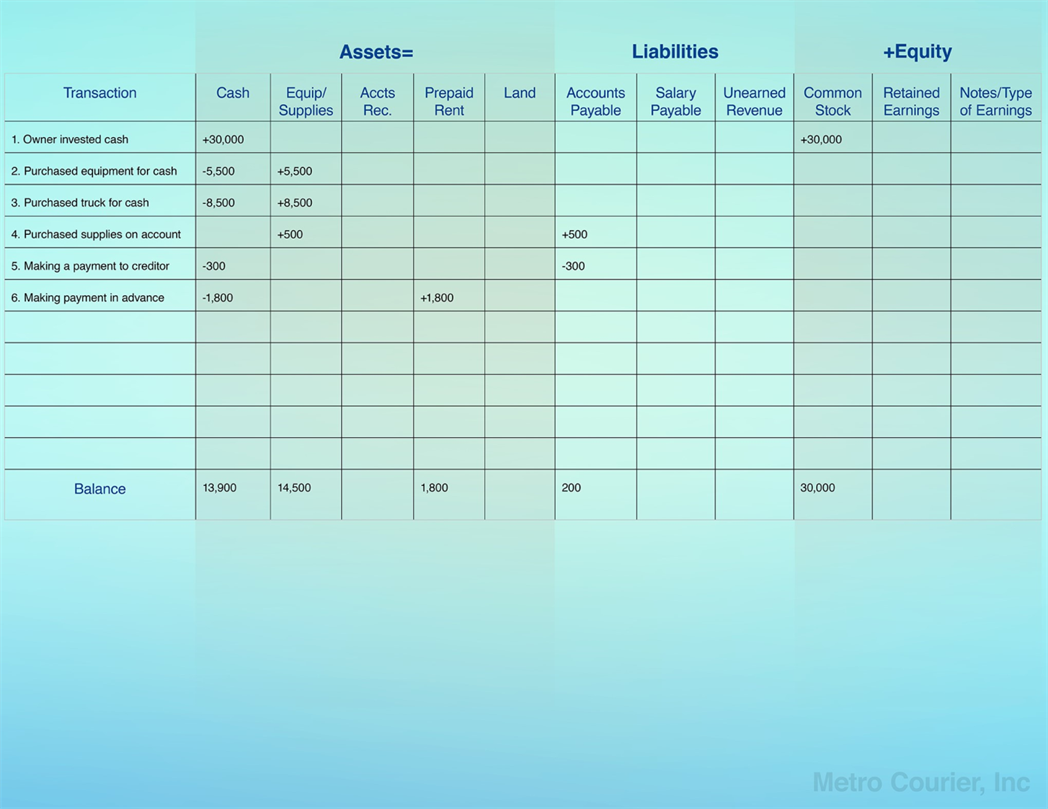 Assets= Liabilities +Equity
Transaction Cash Equip/ Supplies Accts Rec. Prepaid Rent Land Accounts Payable Salary Payable Unearned Revenue Common Stock Retained Earnings Notes/Type of Earnings
1. Owner invested cash +30,000 +30,000
2. Purchased equipment for cash -5,500 +5,500
3. Purchased truck for cash -8,500 +8,500
4. Purchased supplies on account +500 +500
5. Making a payment to creditor -300 -300
6. Making payment in advance -1,800 +1,800
Balance 13,900 14,500 1,800 200 30,000
Metro Courier, Inc